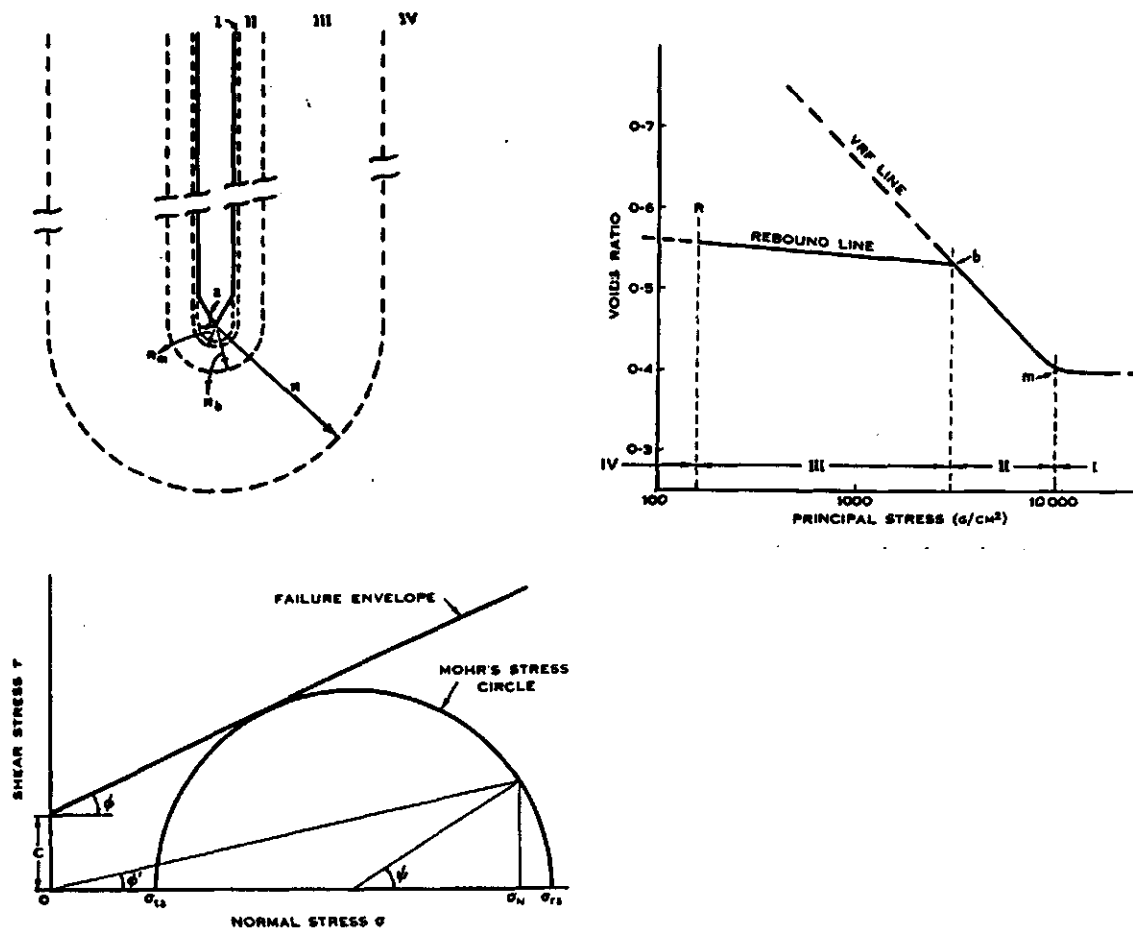 I II III IV
a
Rm
Rb
R
VOIDS RATIO
0·7
0·6
0·5
0·4
0·3
VRF LINE
R
REBOUND LINE
b
m
IV III II I
100 1000 10 000
PRINCIPAL STRESS (G/CM²)
SHEAR STRESS τ
FAILURE ENVELOPE
MOHR'S STRESS
CIRCLE
ϕ
C
ϕ'
ψ
O σts σN σrs
NORMAL STRESS σ